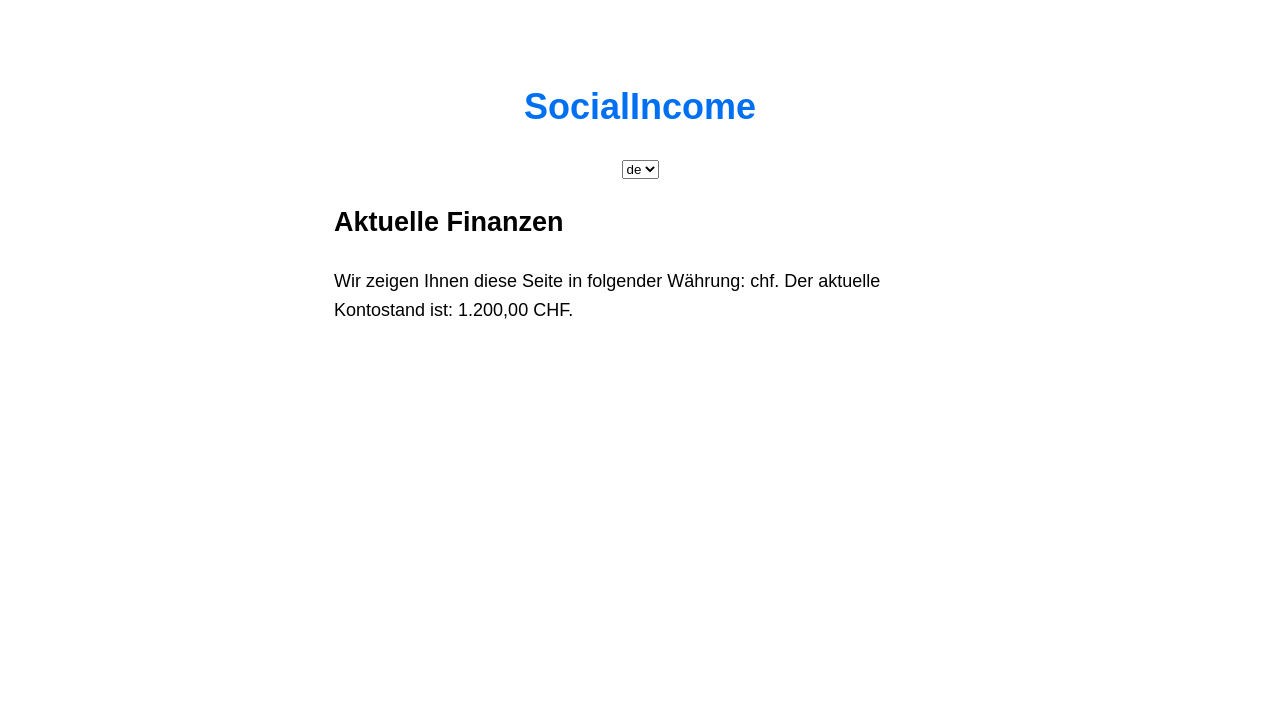 SocialIncome
de
Aktuelle Finanzen
Wir zeigen Ihnen diese Seite in folgender Währung: chf. Der aktuelle
Kontostand ist: 1.200,00 CHF.